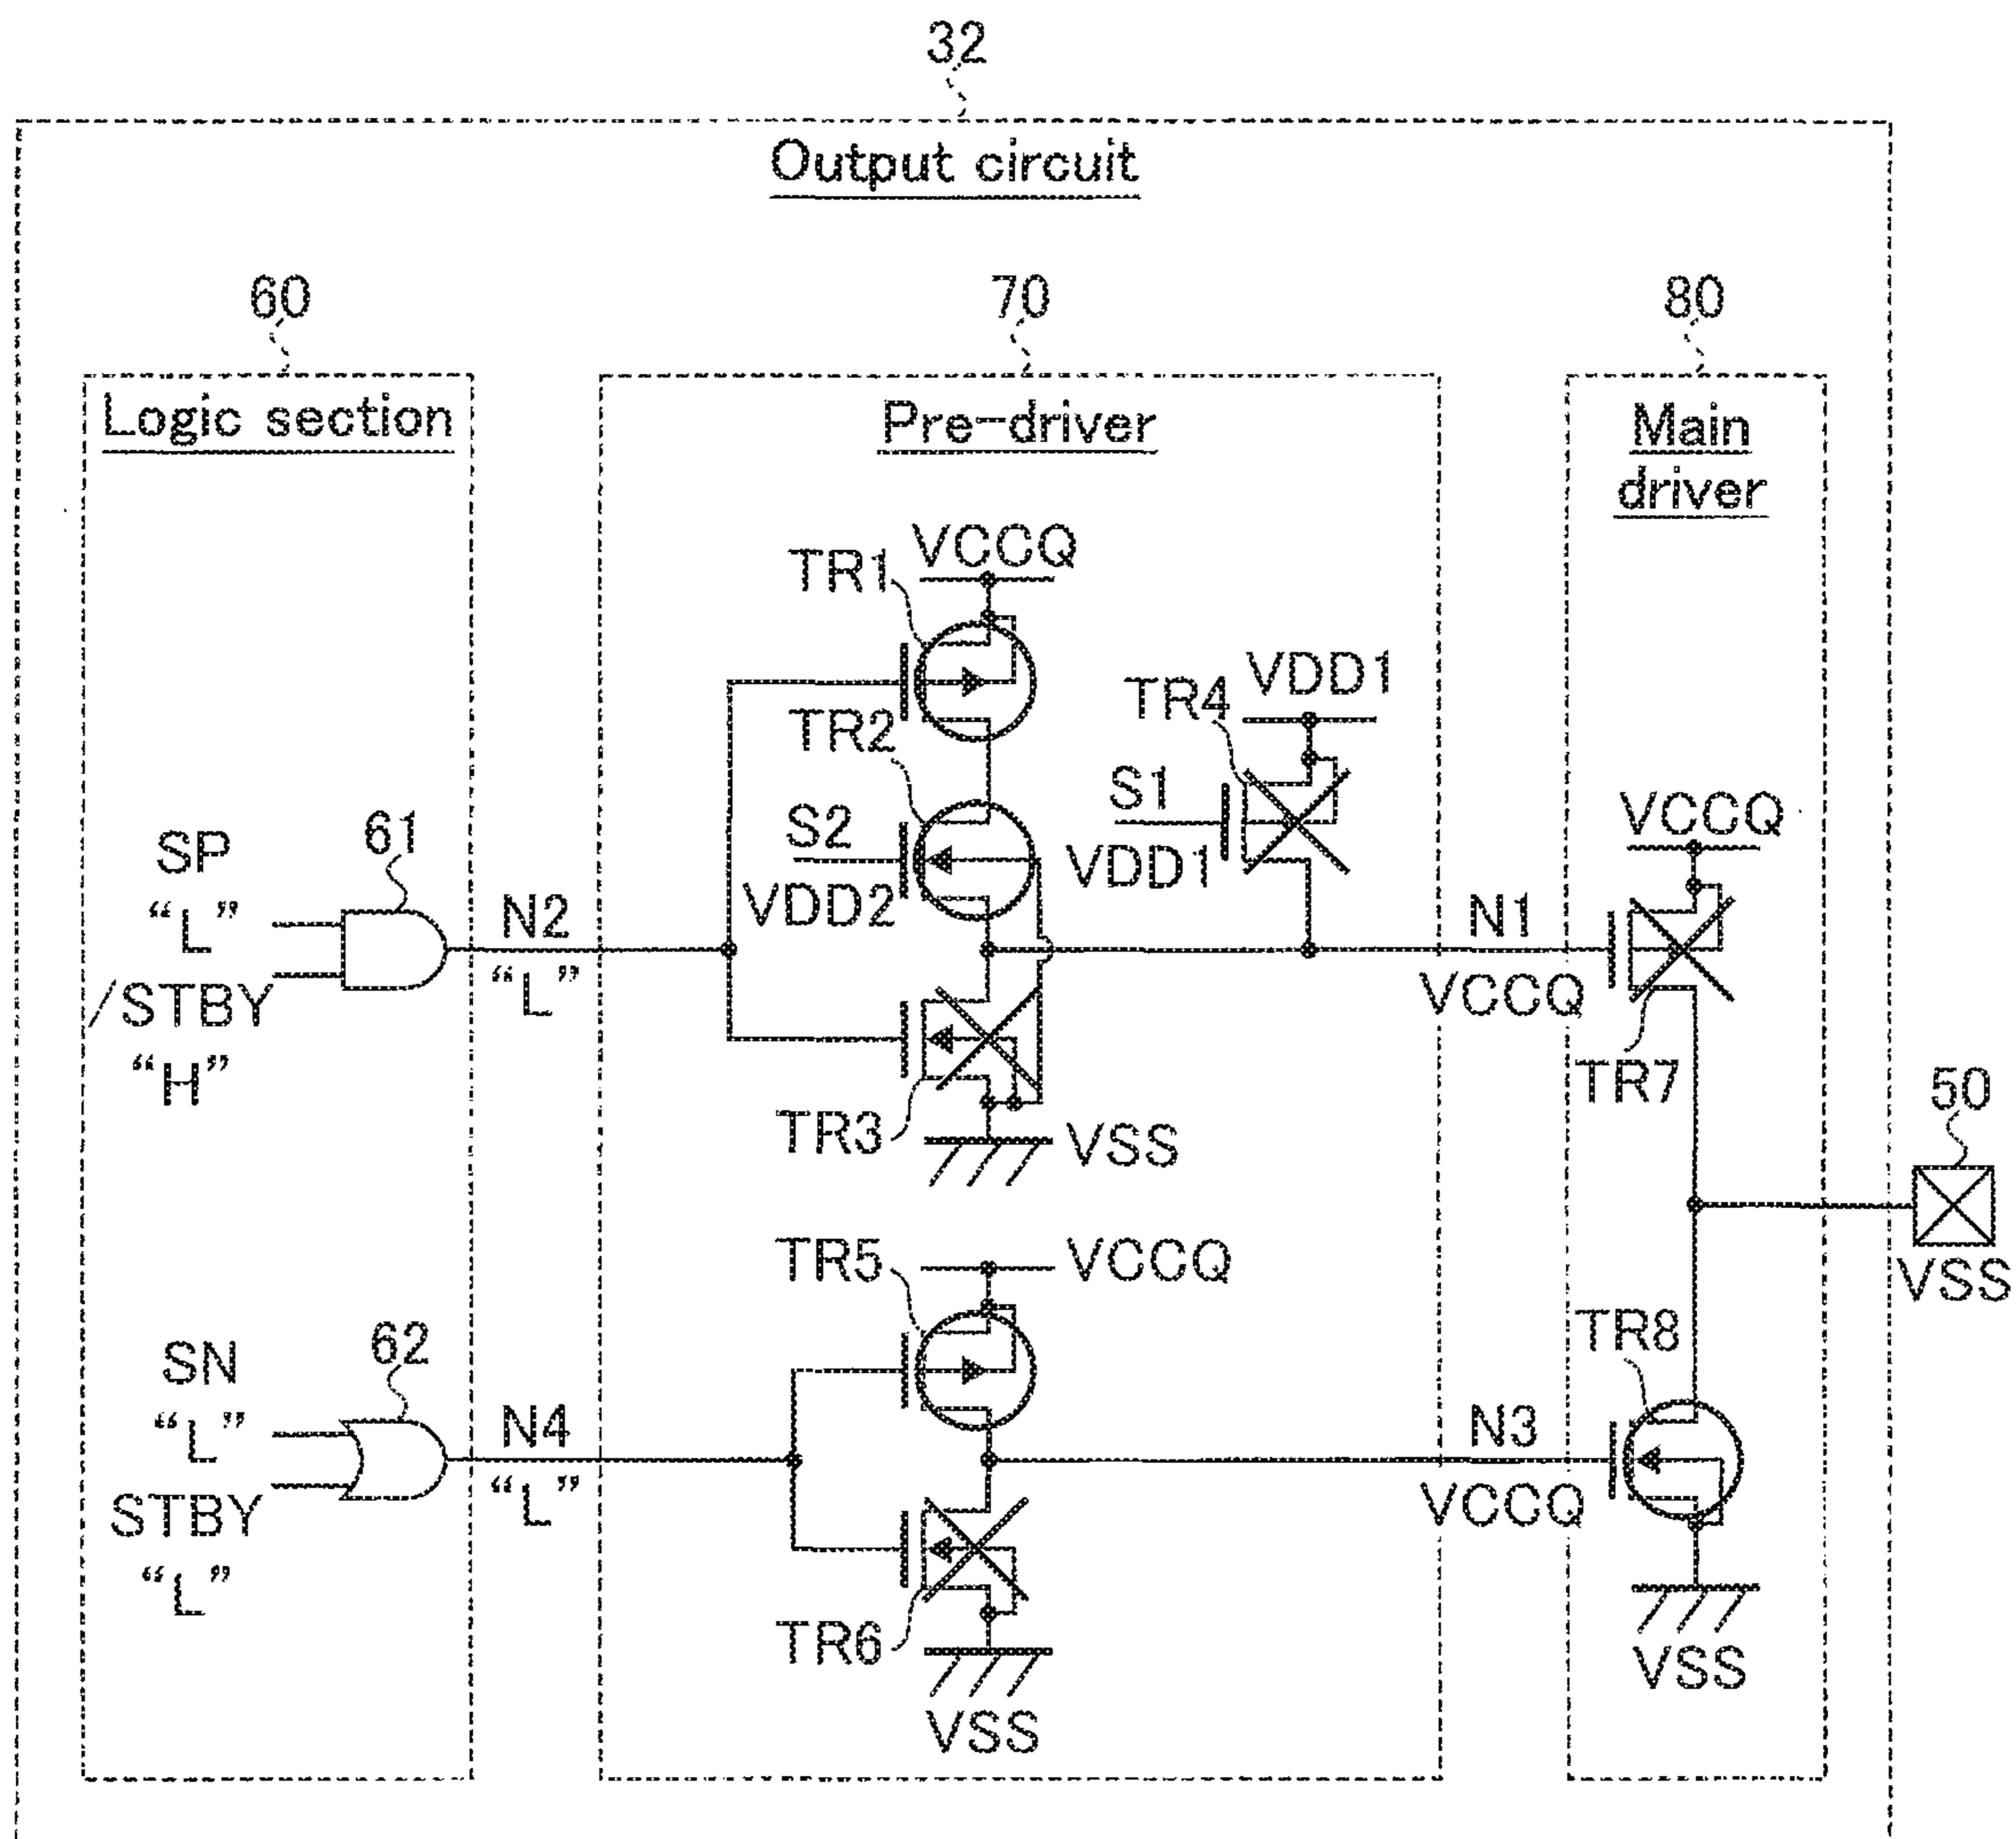 32
Output circuit
60
70
80
Logic section
Pre-driver
Main
driver
VCCQ
TR1
TR2
S2
VDD2
TR3
VSS
TR4
VDD1
S1
VDD1
SP
“L”
/STBY
“H”
61
N2
“L”
N1
VCCQ
VCCQ
TR7
50
VSS
TR5
VCCQ
TR6
VSS
SN
“L”
STBY
“L”
62
N4
“L”
N3
VCCQ
TR8
VSS